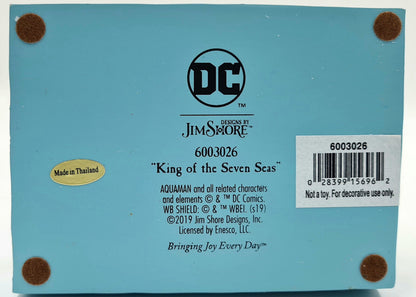 DC
TM
DESIGNS BY
JIM SHORE™
6003026
"King of the Seven Seas"
AQUAMAN and all related characters
and elements © & ™ DC Comics.
WB SHIELD: © & ™ WBEI. (s19)
©2019 Jim Shore Designs, Inc.
Licensed by Enesco, LLC.
Bringing Joy Every Day™
Made in Thailand
6003026
0 28399 15696 2
Not a toy. For decorative use only.